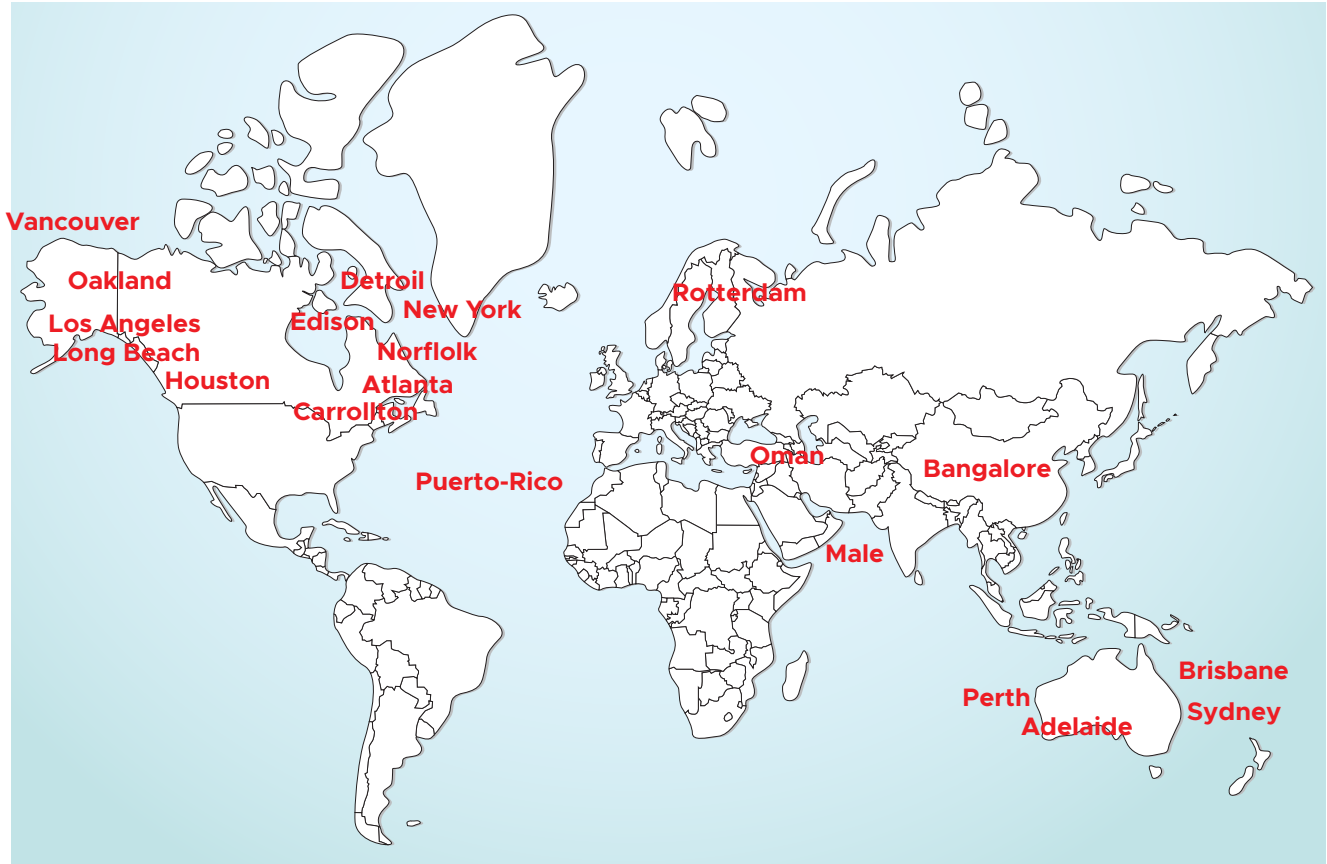 Vancouver
Oakland
Detroil
Rotterdam
New York
Los Angeles
Edison
Long Beach
Norflolk
Houston
Atlanta
Carrollton
Oman
Bangalore
Puerto-Rico
Male
Brisbane
Perth
Sydney
Adelaide